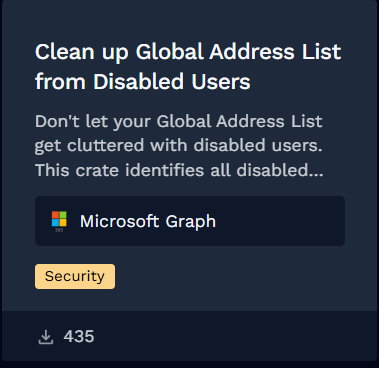 Clean up Global Address List
from Disabled Users
Don't let your Global Address List
get cluttered with disabled users.
This crate identifies all disabled...
Microsoft Graph
Security
435